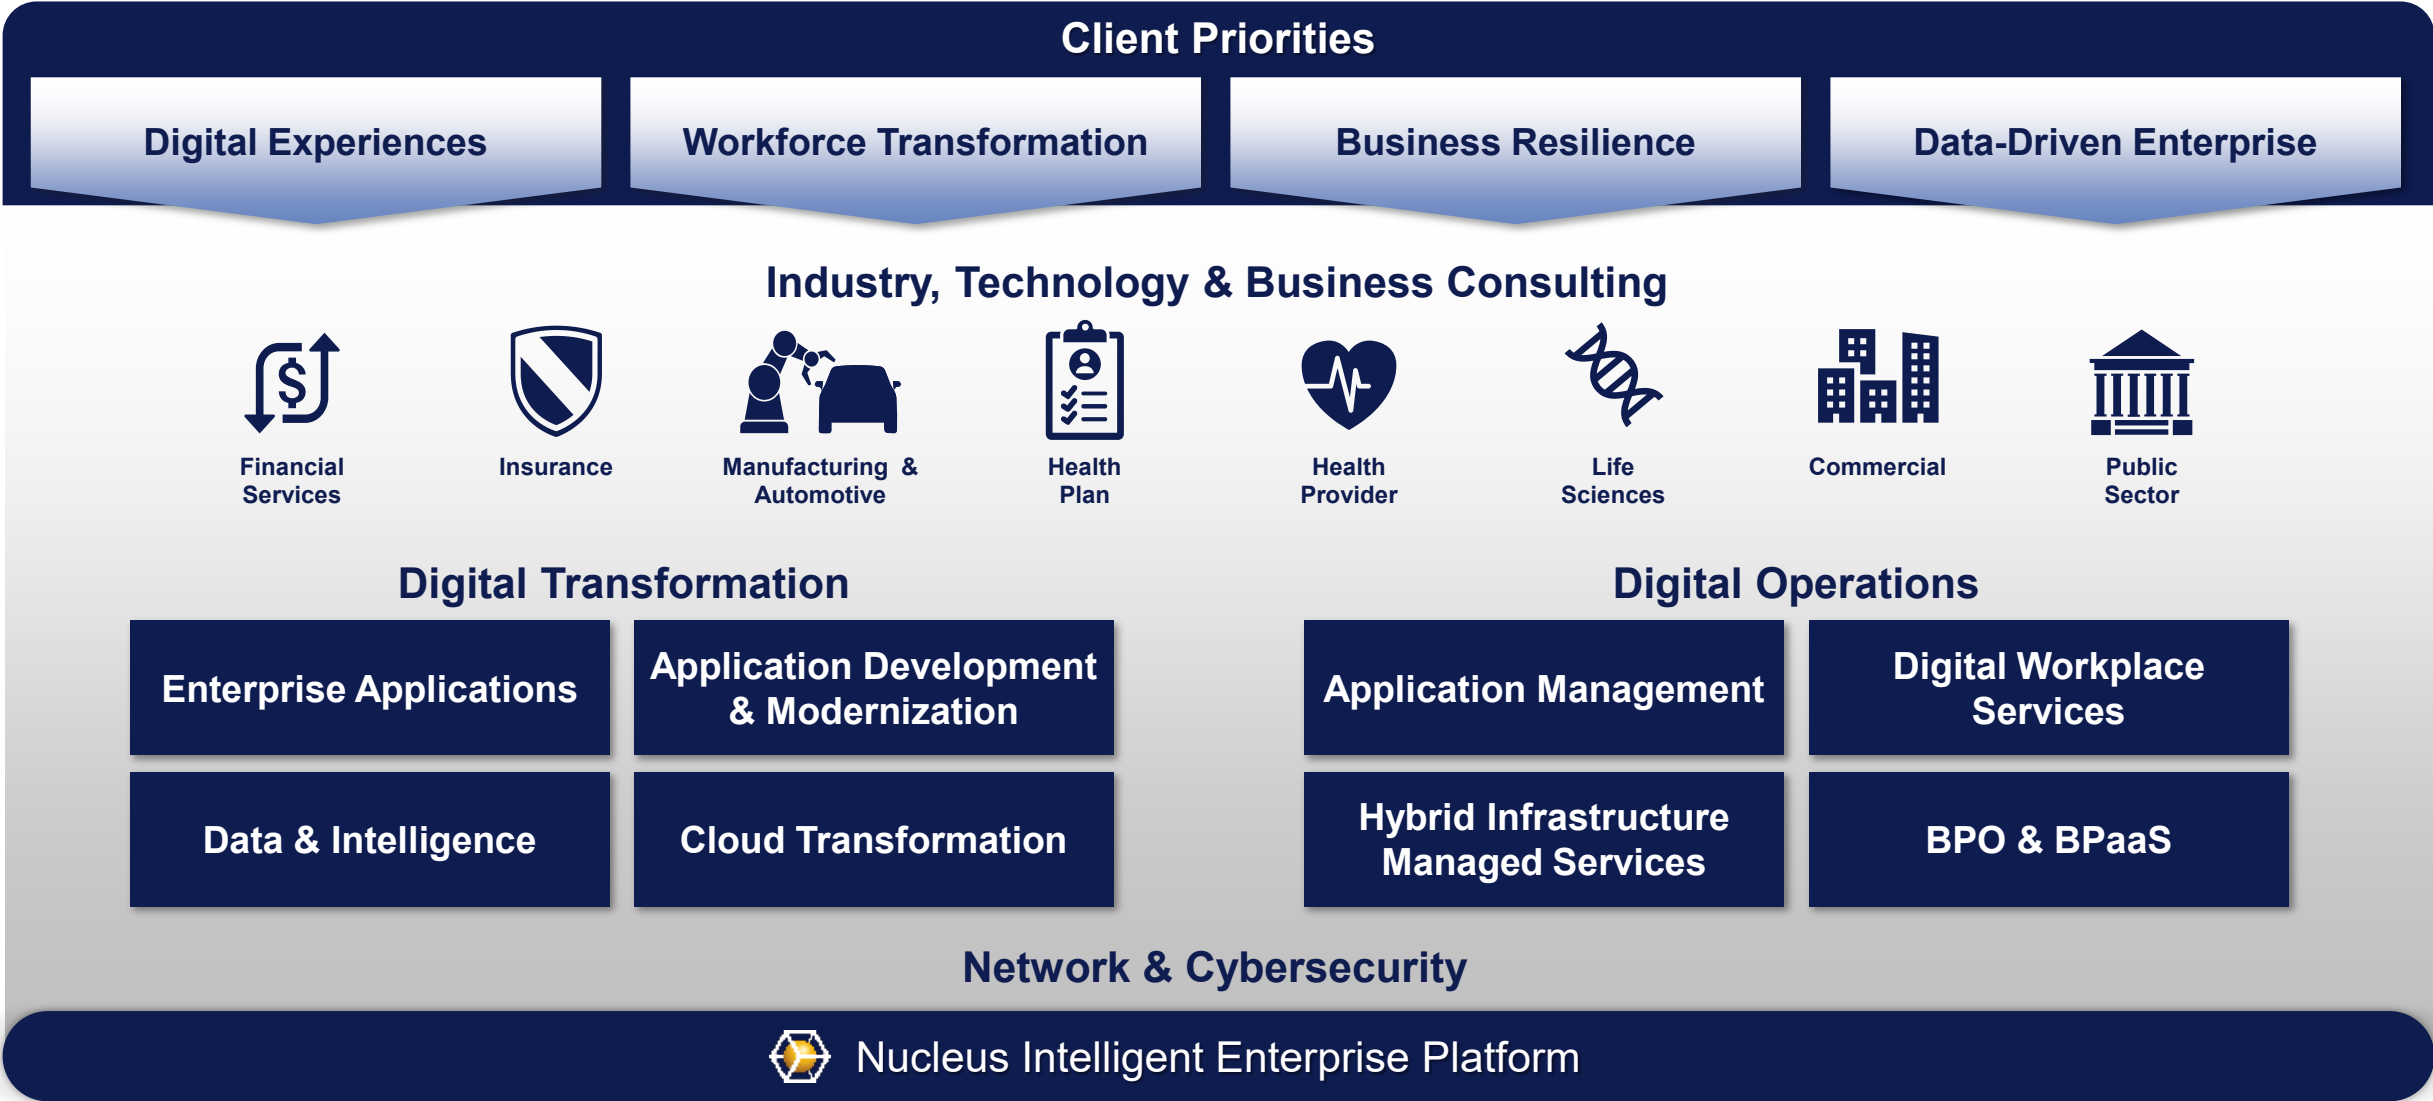 Client Priorities
Digital Experiences
Workforce Transformation
Business Resilience
Data-Driven Enterprise
Industry, Technology & Business Consulting
Financial
Services
Insurance
Manufacturing &
Automotive
Health
Plan
Health
Provider
Life
Sciences
Commercial
Public
Sector
Digital Transformation
Enterprise Applications
Application Development
& Modernization
Data & Intelligence
Cloud Transformation
Digital Operations
Application Management
Digital Workplace
Services
Hybrid Infrastructure
Managed Services
BPO & BPaaS
Network & Cybersecurity
Nucleus Intelligent Enterprise Platform